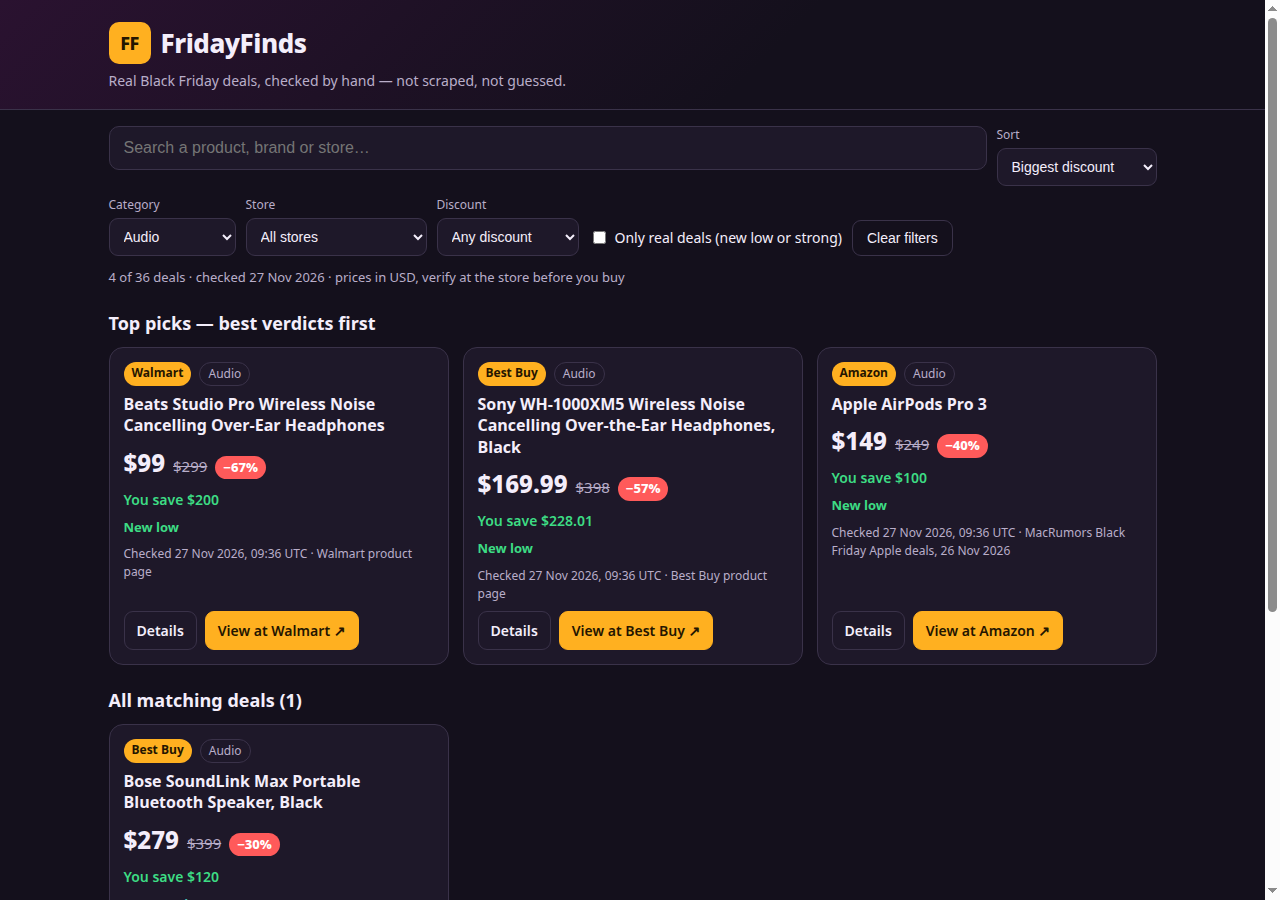 FF
FridayFinds
Real Black Friday deals, checked by hand — not scraped, not guessed.
Search a product, brand or store…
Sort
Biggest discount
Category
Store
Discount
Audio
All stores
Any discount
Only real deals (new low or strong)
Clear filters
4 of 36 deals · checked 27 Nov 2026 · prices in USD, verify at the store before you buy
Top picks — best verdicts first
Walmart
Audio
Beats Studio Pro Wireless Noise
Cancelling Over-Ear Headphones
$99 $299 −67%
You save $200
New low
Checked 27 Nov 2026, 09:36 UTC · Walmart product
page
Details
View at Walmart ↗
Best Buy
Audio
Sony WH-1000XM5 Wireless Noise
Cancelling Over-the-Ear Headphones,
Black
$169.99 $398 −57%
You save $228.01
New low
Checked 27 Nov 2026, 09:36 UTC · Best Buy product
page
Details
View at Best Buy ↗
Amazon
Audio
Apple AirPods Pro 3
$149 $249 −40%
You save $100
New low
Checked 27 Nov 2026, 09:36 UTC · MacRumors Black
Friday Apple deals, 26 Nov 2026
Details
View at Amazon ↗
All matching deals (1)
Best Buy
Audio
Bose SoundLink Max Portable
Bluetooth Speaker, Black
$279 $399 −30%
You save $120